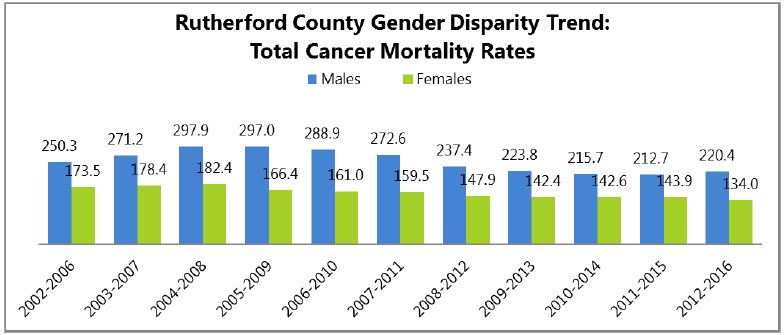 Rutherford County Gender Disparity Trend:
Total Cancer Mortality Rates
Males Females
250.3 271.2 297.9 297.0 288.9 272.6 237.4 223.8 215.7 212.7 220.4
173.5 178.4 182.4 166.4 161.0 159.5 147.9 142.4 142.6 143.9 134.0
2002-2006 2003-2007 2004-2008 2005-2009 2006-2010 2007-2011 2008-2012 2009-2013 2010-2014 2011-2015 2012-2016